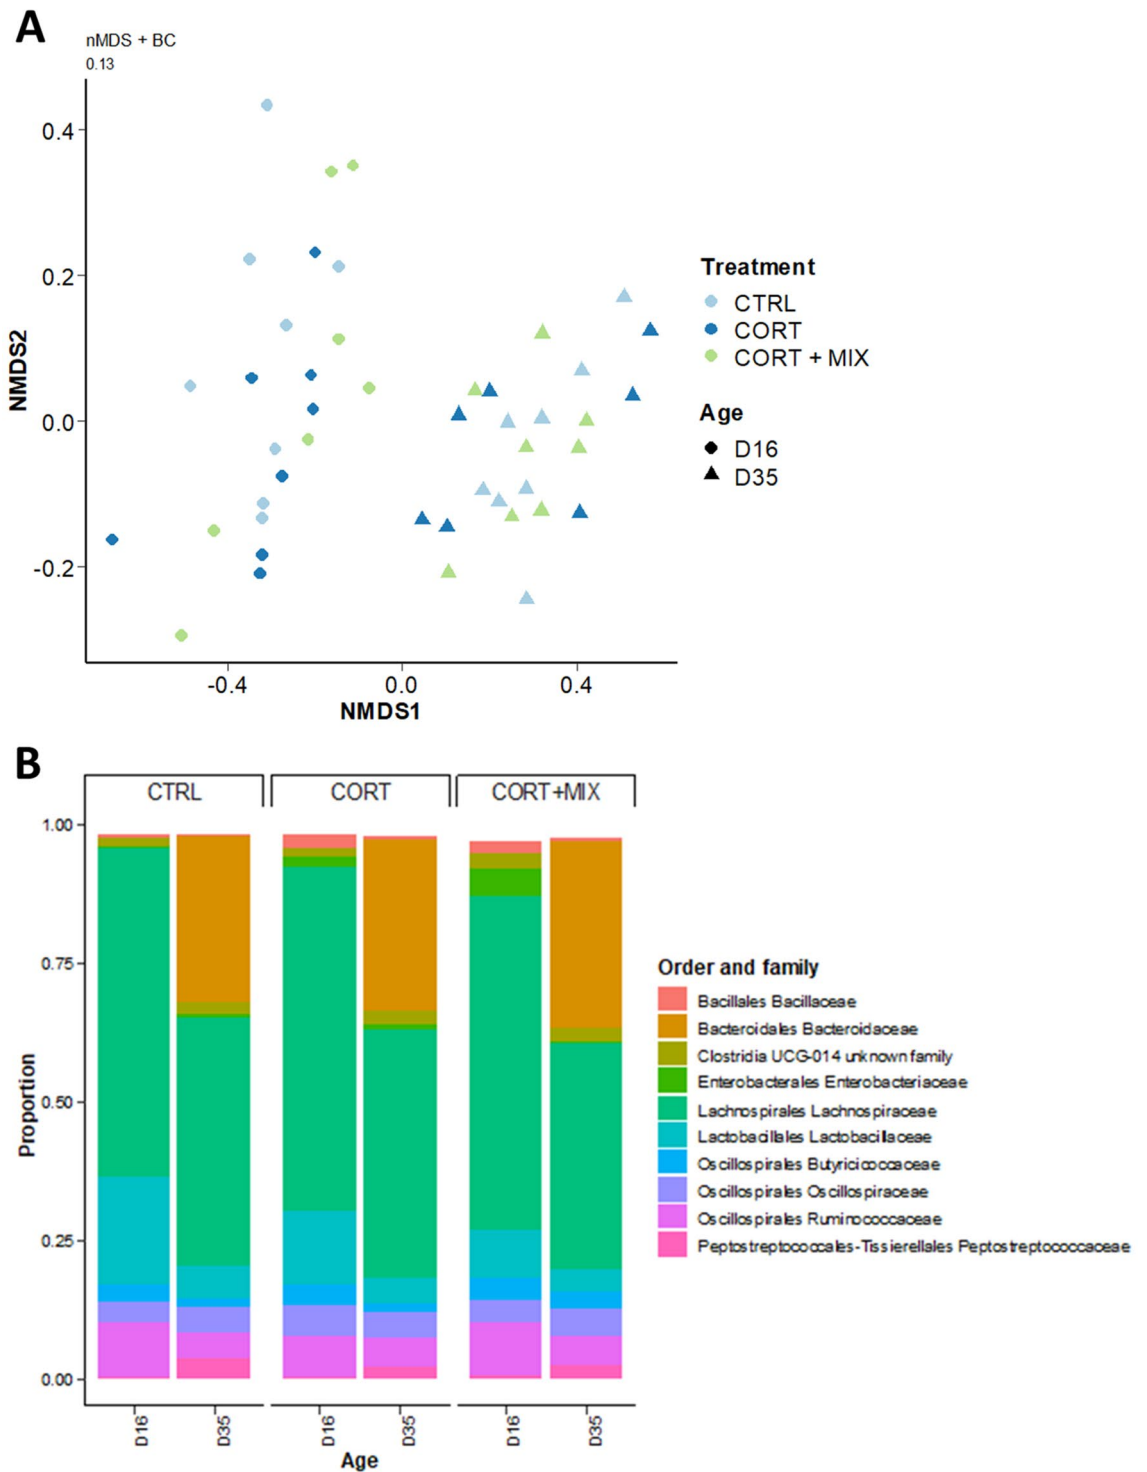 A
nMDS + BC
0.13
0.4
0.2
0.0
-0.2
NMDS2
-0.4
0.0
0.4
NMDS1
Treatment
CTRL
CORT
CORT + MIX
Age
D16
D35
B
CTRL
CORT
CORT+MIX
1.00
0.75
0.50
0.25
0.00
Proportion
D16
D35
D16
D35
D16
D35
Age
Order and family
Bacillales Bacillaceae
Bacteroidales Bacteroidaceae
Clostridia UCG-014 unknown family
Enterobacterales Enterobacteriaceae
Lachnospirales Lachnospiraceae
Lactobacillales Lactobacillaceae
Oscillospirales Butyricicoccaceae
Oscillospirales Oscillospiraceae
Oscillospirales Ruminococcaceae
Peptostreptococcales-Tissierellales Peptostreptococcaceae